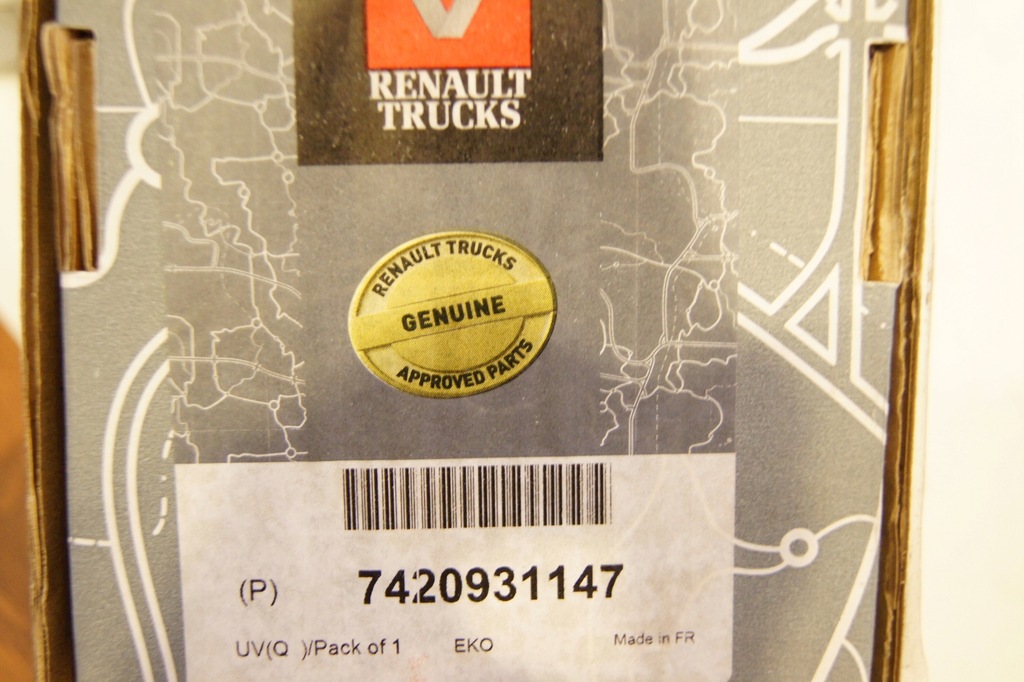 RENAULT
TRUCKS
RENAULT TRUCKS
GENUINE
APPROVED PARTS
(P) 7420931147
UV(Q )/Pack of 1 EKO Made in FR